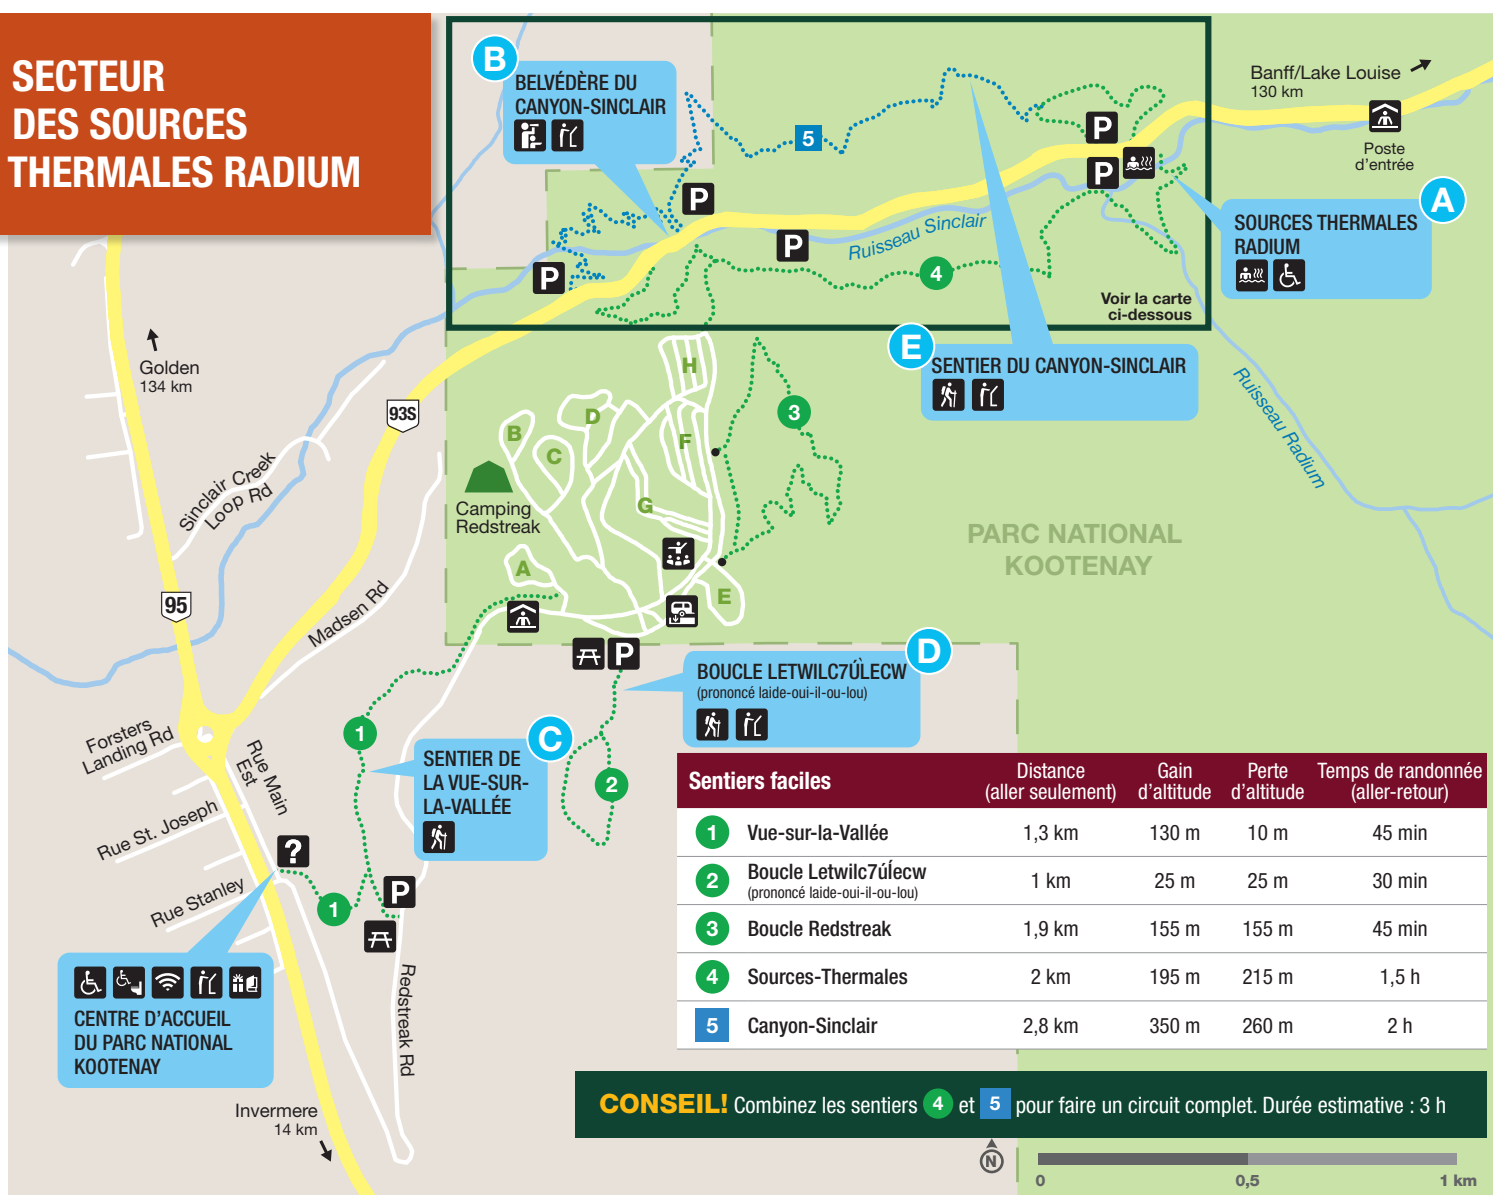 SECTEUR
DES SOURCES
THERMALES RADIUM
B
BELVÉDÈRE DU
CANYON-SINCLAIR
5
P
P
P
P
P
Banff/Lake Louise
130 km
Poste
d'entrée
A
SOURCES THERMALES
RADIUM
Ruisseau Sinclair
4
Voir la carte
ci-dessous
E
SENTIER DU CANYON-SINCLAIR
Ruisseau Radium
Golden
134 km
93S
Sinclair Creek
Loop Rd
H
D
B
C
F
G
3
Camping
Redstreak
A
E
PARC NATIONAL
KOOTENAY
95
Madsen Rd
P
D
BOUCLE LETWILC7ÚL̓ECW
(prononcé laide-oui-il-ou-lou)
Forsters
Landing Rd
Rue Main
Est
1
C
SENTIER DE
LA VUE-SUR-
LA-VALLÉE
2
Rue St. Joseph
?
Rue Stanley
1
P
Redstreak Rd
CENTRE D'ACCUEIL
DU PARC NATIONAL
KOOTENAY
Invermere
14 km
Sentiers faciles Distance (aller seulement) Gain d'altitude Perte d'altitude Temps de randonnée (aller-retour)
1 Vue-sur-la-Vallée 1,3 km 130 m 10 m 45 min
2 Boucle Letwilc7úl̓ecw 1 km 25 m 25 m 30 min
(prononcé laide-oui-il-ou-lou)
3 Boucle Redstreak 1,9 km 155 m 155 m 45 min
4 Sources-Thermales 2 km 195 m 215 m 1,5 h
5 Canyon-Sinclair 2,8 km 350 m 260 m 2 h
CONSEIL! Combinez les sentiers 4 et 5 pour faire un circuit complet. Durée estimative : 3 h
N
0 0,5 1 km